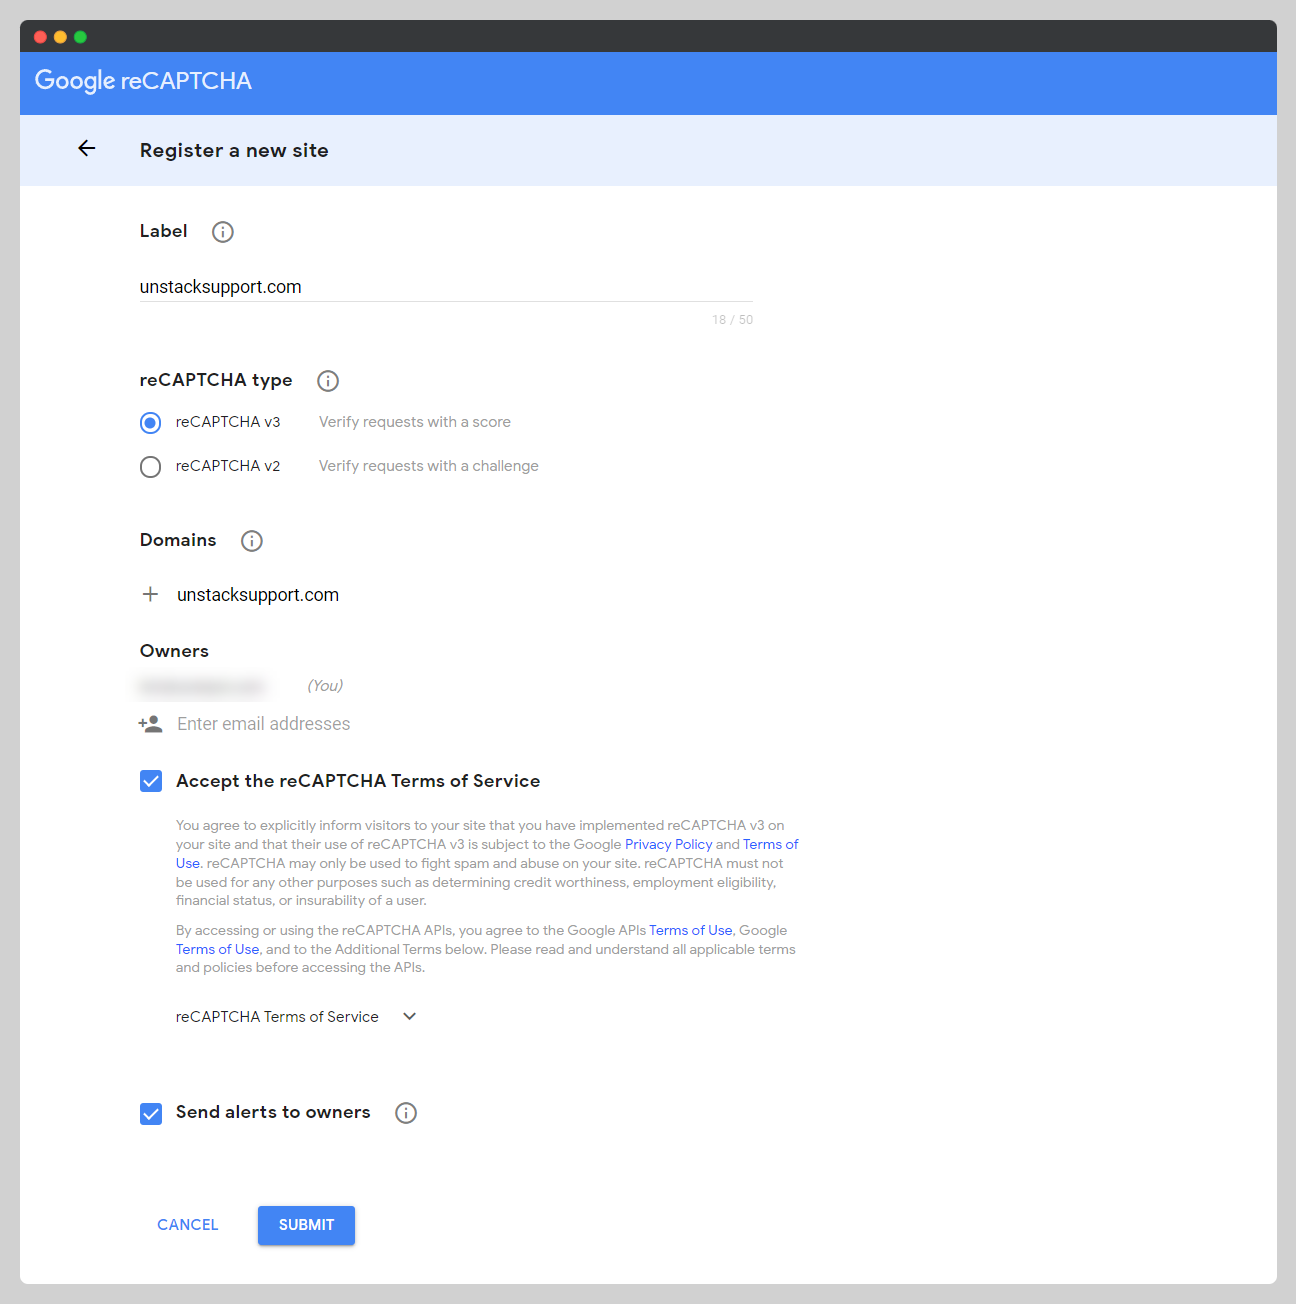 Google reCAPTCHA
Register a new site
Label
unstacksupport.com
18 / 50
reCAPTCHA type
reCAPTCHA v3 Verify requests with a score
reCAPTCHA v2 Verify requests with a challenge
Domains
unstacksupport.com
Owners
(You)
Enter email addresses
Accept the reCAPTCHA Terms of Service
You agree to explicitly inform visitors to your site that you have implemented reCAPTCHA v3 on
your site and that their use of reCAPTCHA v3 is subject to the Google Privacy Policy and Terms of
Use. reCAPTCHA may only be used to fight spam and abuse on your site. reCAPTCHA must not
be used for any other purposes such as determining credit worthiness, employment eligibility,
financial status, or insurability of a user.
By accessing or using the reCAPTCHA APIs, you agree to the Google APIs Terms of Use, Google
Terms of Use, and to the Additional Terms below. Please read and understand all applicable terms
and policies before accessing the APIs.
reCAPTCHA Terms of Service
Send alerts to owners
CANCEL SUBMIT